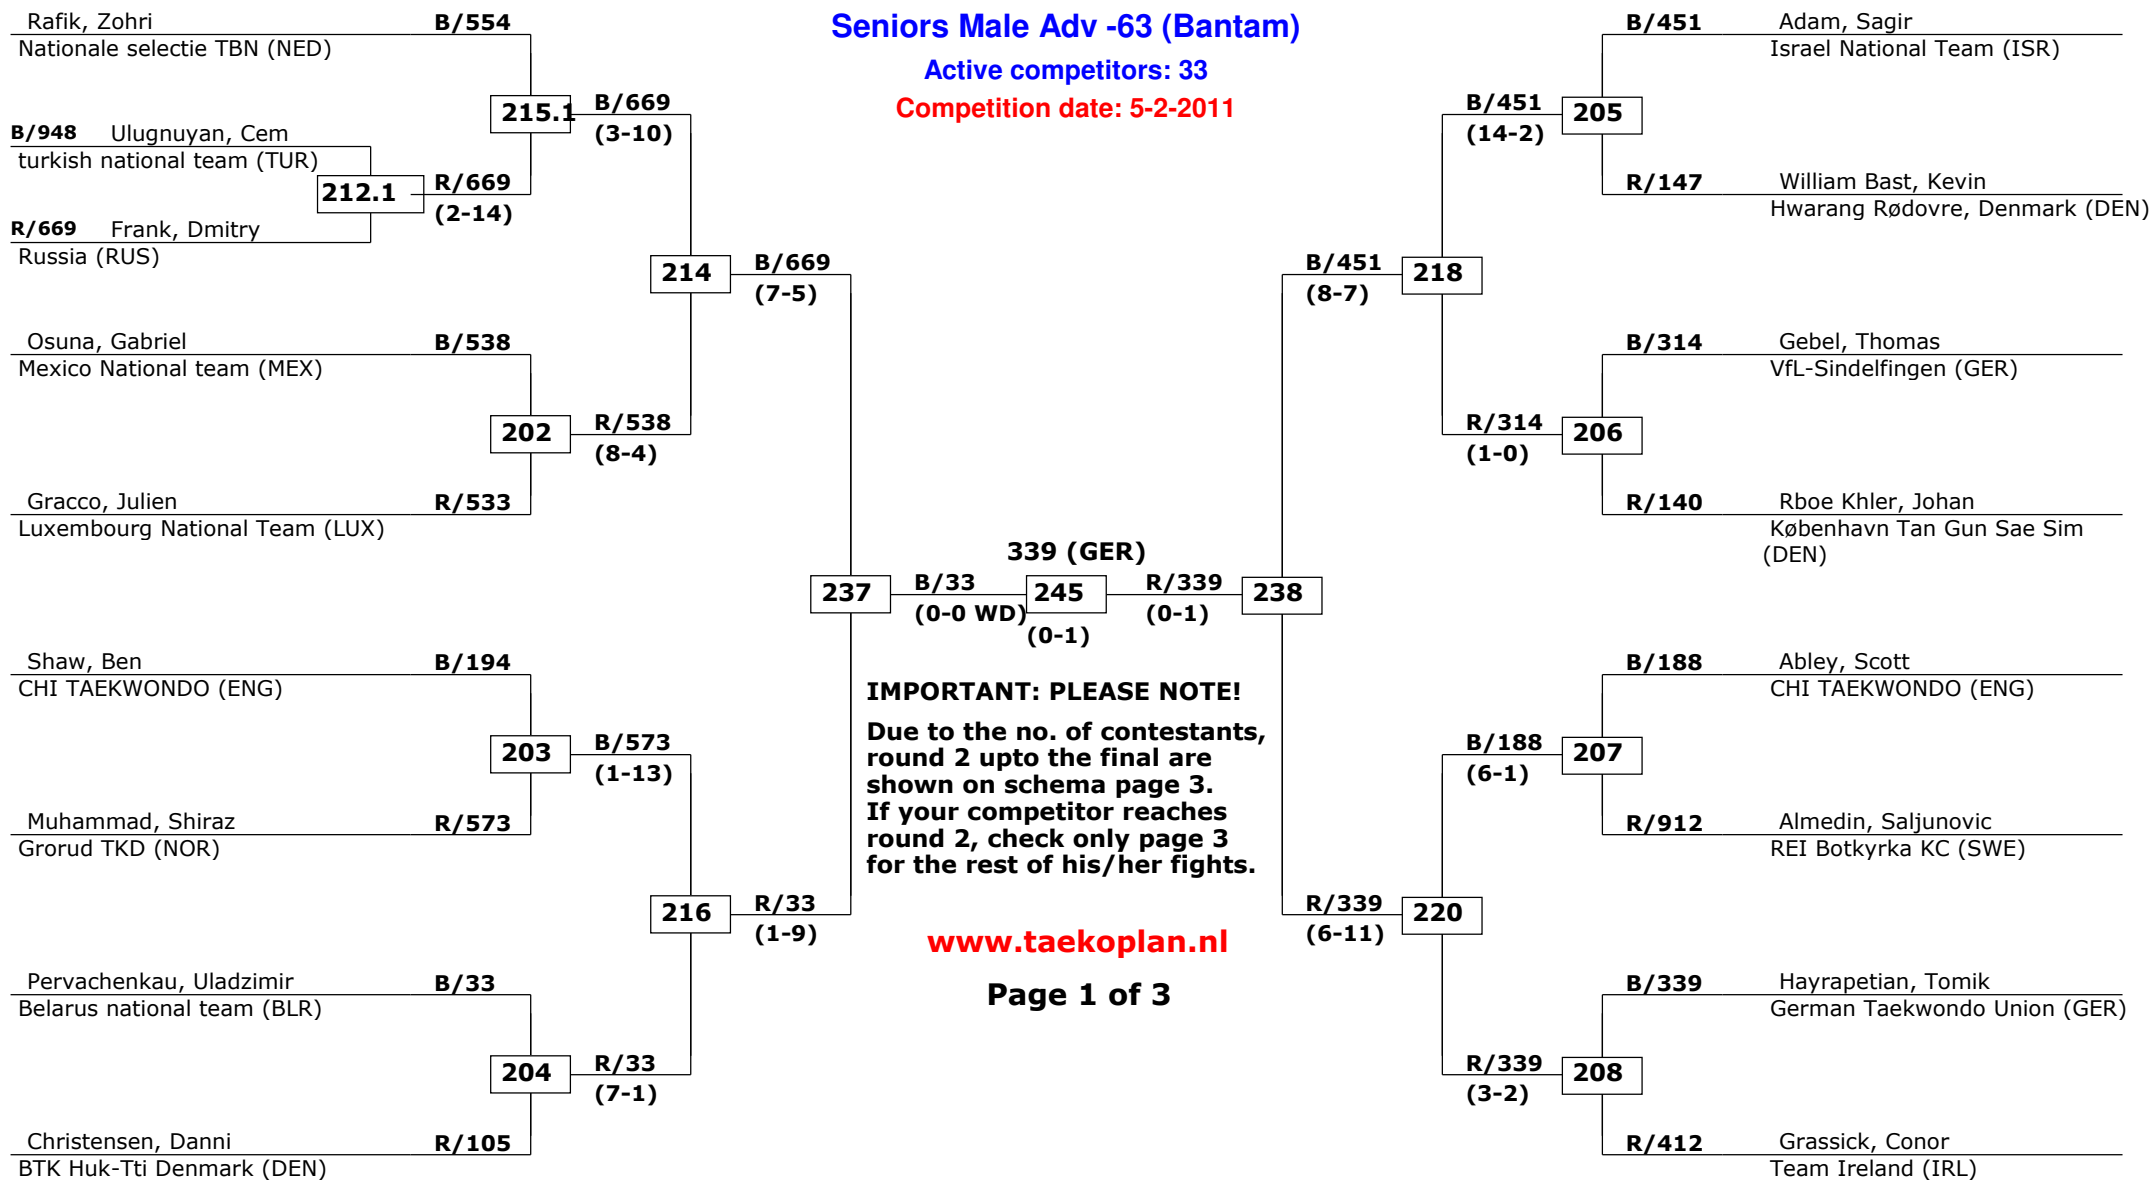 Seniors Male Adv -63 (Bantam)
Active competitors: 33
Competition date: 5-2-2011
Rafik, Zohri B/554
Nationale selectie TBN (NED)
215.1 B/669
(3-10)
B/948 Ulugnuyan, Cem
turkish national team (TUR)
212.1 R/669
(2-14)
R/669 Frank, Dmitry
Russia (RUS)
214 B/669
(7-5)
Osuna, Gabriel B/538
Mexico National team (MEX)
202 R/538
(8-4)
Gracco, Julien R/533
Luxembourg National Team (LUX)
Shaw, Ben B/194
CHI TAEKWONDO (ENG)
203 B/573
(1-13)
Muhammad, Shiraz R/573
Grorud TKD (NOR)
216 R/33
(1-9)
Pervachenkau, Uladzimir B/33
Belarus national team (BLR)
204 R/33
(7-1)
Christensen, Danni R/105
BTK Huk-Tti Denmark (DEN)
339 (GER)
237 B/33 245 R/339 238
(0-0 WD) (0-1) (0-1)
IMPORTANT: PLEASE NOTE!
Due to the no. of contestants,
round 2 upto the final are
shown on schema page 3.
If your competitor reaches
round 2, check only page 3
for the rest of his/her fights.
www.taekoplan.nl
Page 1 of 3
B/451 Adam, Sagir
Israel National Team (ISR)
B/451 205
(14-2)
R/147 William Bast, Kevin
Hwarang Rødovre, Denmark (DEN)
B/451 218
(8-7)
B/314 Gebel, Thomas
VfL-Sindelfingen (GER)
R/314 206
(1-0)
R/140 Rboe Khler, Johan
København Tan Gun Sae Sim
(DEN)
B/188 Abley, Scott
CHI TAEKWONDO (ENG)
B/188 207
(6-1)
R/912 Almedin, Saljunovic
REI Botkyrka KC (SWE)
R/339 220
(6-11)
B/339 Hayrapetian, Tomik
German Taekwondo Union (GER)
R/339 208
(3-2)
R/412 Grassick, Conor
Team Ireland (IRL)